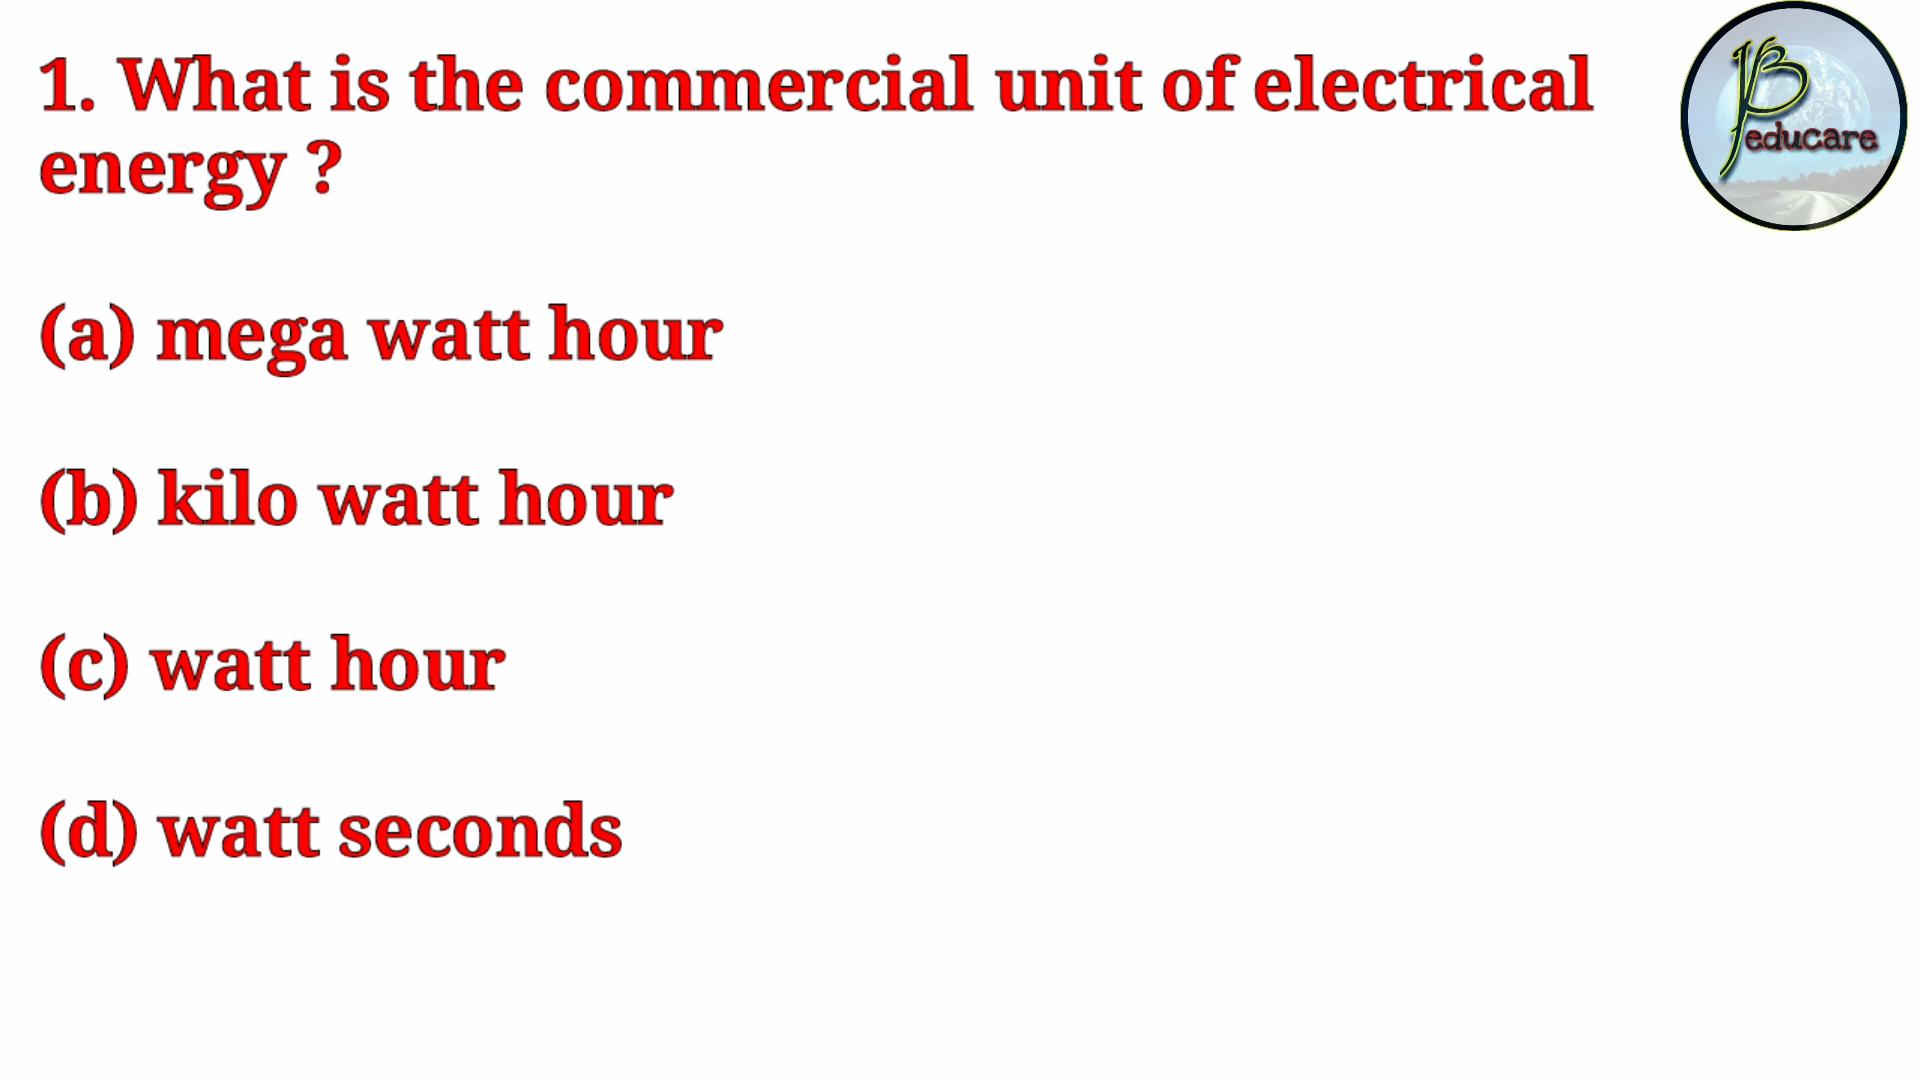 1. What is the commercial unit of electrical
energy ?
(a) mega watt hour
(b) kilo watt hour
(c) watt hour
(d) watt seconds
educare